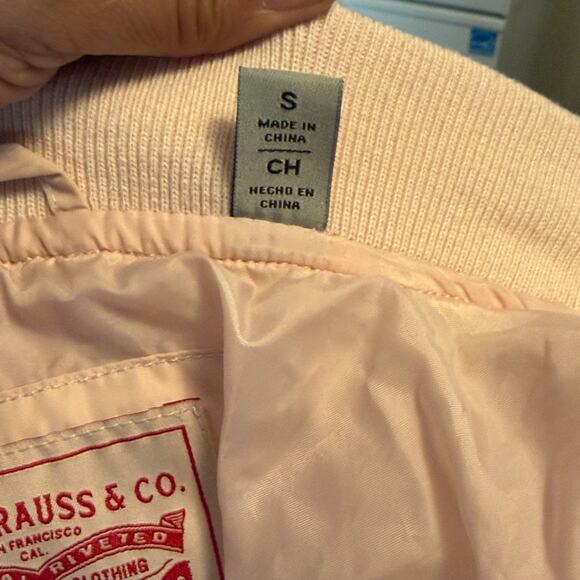 S
MADE IN
CHINA
CH
HECHO EN
CHINA
RAUSS & CO.
FRANCISCO
CAL.
RIVETED
CLOTHING